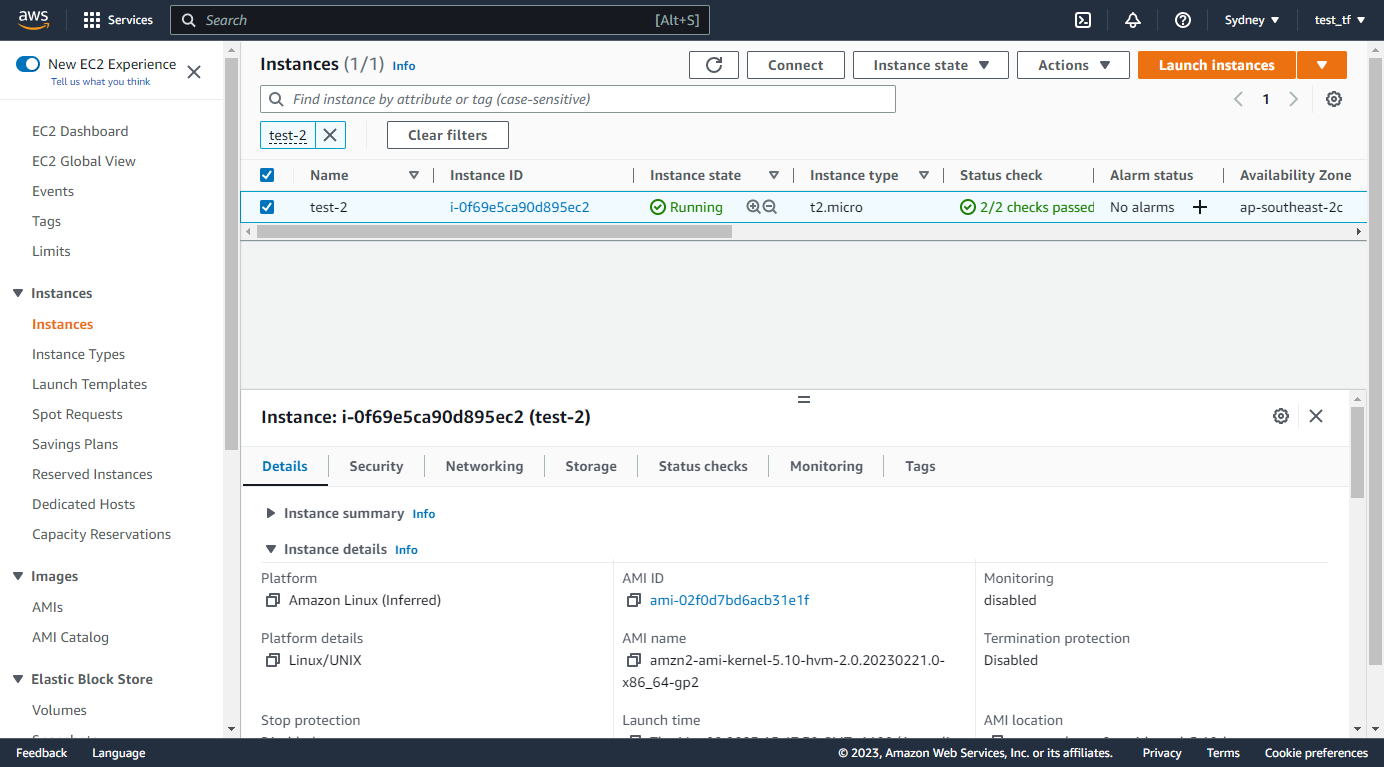 aws
Services
Search
[Alt+S]
Sydney
test_tf
New EC2 Experience
Tell us what you think
EC2 Dashboard
EC2 Global View
Events
Tags
Limits
Instances
Instances
Instance Types
Launch Templates
Spot Requests
Savings Plans
Reserved Instances
Dedicated Hosts
Capacity Reservations
Images
AMIs
AMI Catalog
Elastic Block Store
Volumes
Instances (1/1) Info
Connect
Instance state
Actions
Launch instances
Find instance by attribute or tag (case-sensitive)
1
test-2
Clear filters
Name Instance ID Instance state Instance type Status check Alarm status Availability Zone
test-2 i-0f69e5ca90d895ec2 Running t2.micro 2/2 checks passed No alarms ap-southeast-2c
Instance: i-0f69e5ca90d895ec2 (test-2)
Details Security Networking Storage Status checks Monitoring Tags
Instance summary Info
Instance details Info
Platform
Amazon Linux (Inferred)
AMI ID
ami-02f0d7bd6acb31e1f
Monitoring
disabled
Platform details
Linux/UNIX
AMI name
amzn2-ami-kernel-5.10-hvm-2.0.20230221.0-
x86_64-gp2
Termination protection
Disabled
Stop protection
Launch time
AMI location
Feedback
Language
© 2023, Amazon Web Services, Inc. or its affiliates.
Privacy
Terms
Cookie preferences